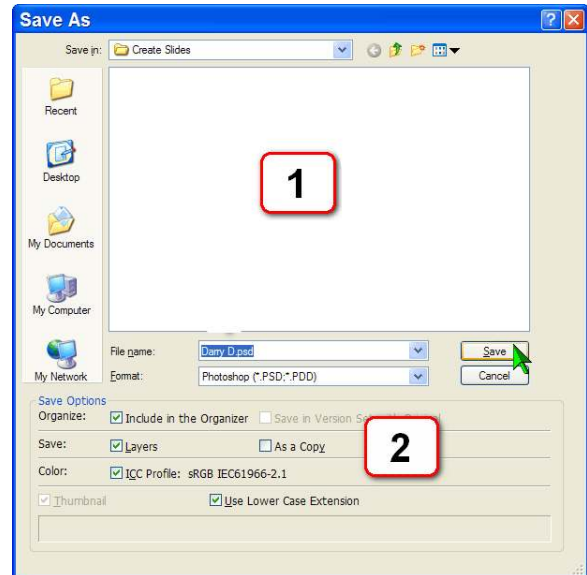 Save As
Save in: Create Slides
Recent
Desktop
My Documents
My Computer
My Network
1
File name: Darry D.psd Save
Format: Photoshop (*.PSD;*.PDD) Cancel
Save Options
Organize: Include in the Organizer Save in Version
Save: Layers As a Copy
2
Color: ICC Profile: sRGB IEC61966-2.1
Thumbnail Use Lower Case Extension